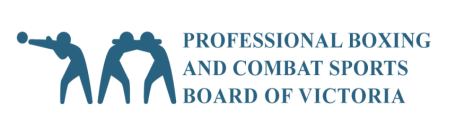 PROFESSIONAL BOXING
AND COMBAT SPORTS
BOARD OF VICTORIA